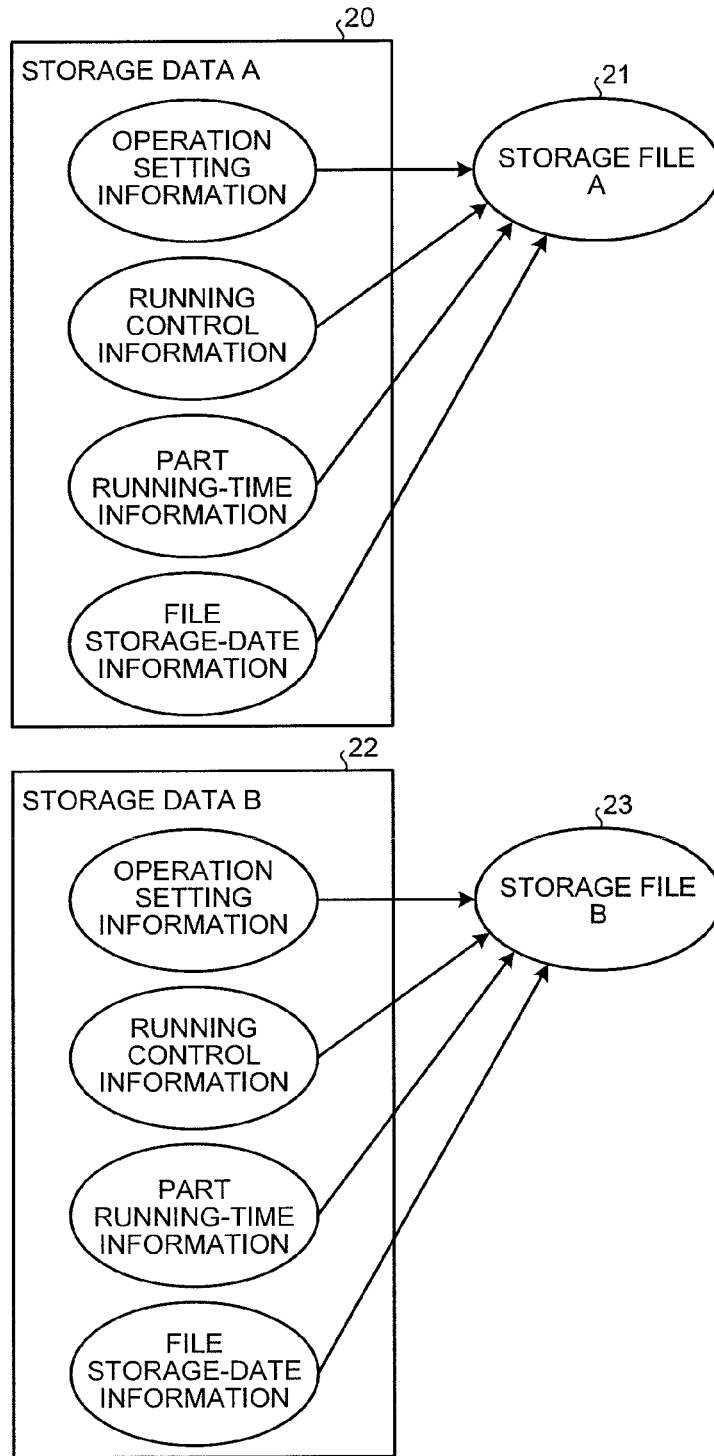 20
STORAGE DATA A
21
OPERATION
SETTING
INFORMATION
STORAGE FILE
A
RUNNING
CONTROL
INFORMATION
PART
RUNNING-TIME
INFORMATION
FILE
STORAGE-DATE
INFORMATION
22
STORAGE DATA B
23
OPERATION
SETTING
INFORMATION
STORAGE FILE
B
RUNNING
CONTROL
INFORMATION
PART
RUNNING-TIME
INFORMATION
FILE
STORAGE-DATE
INFORMATION